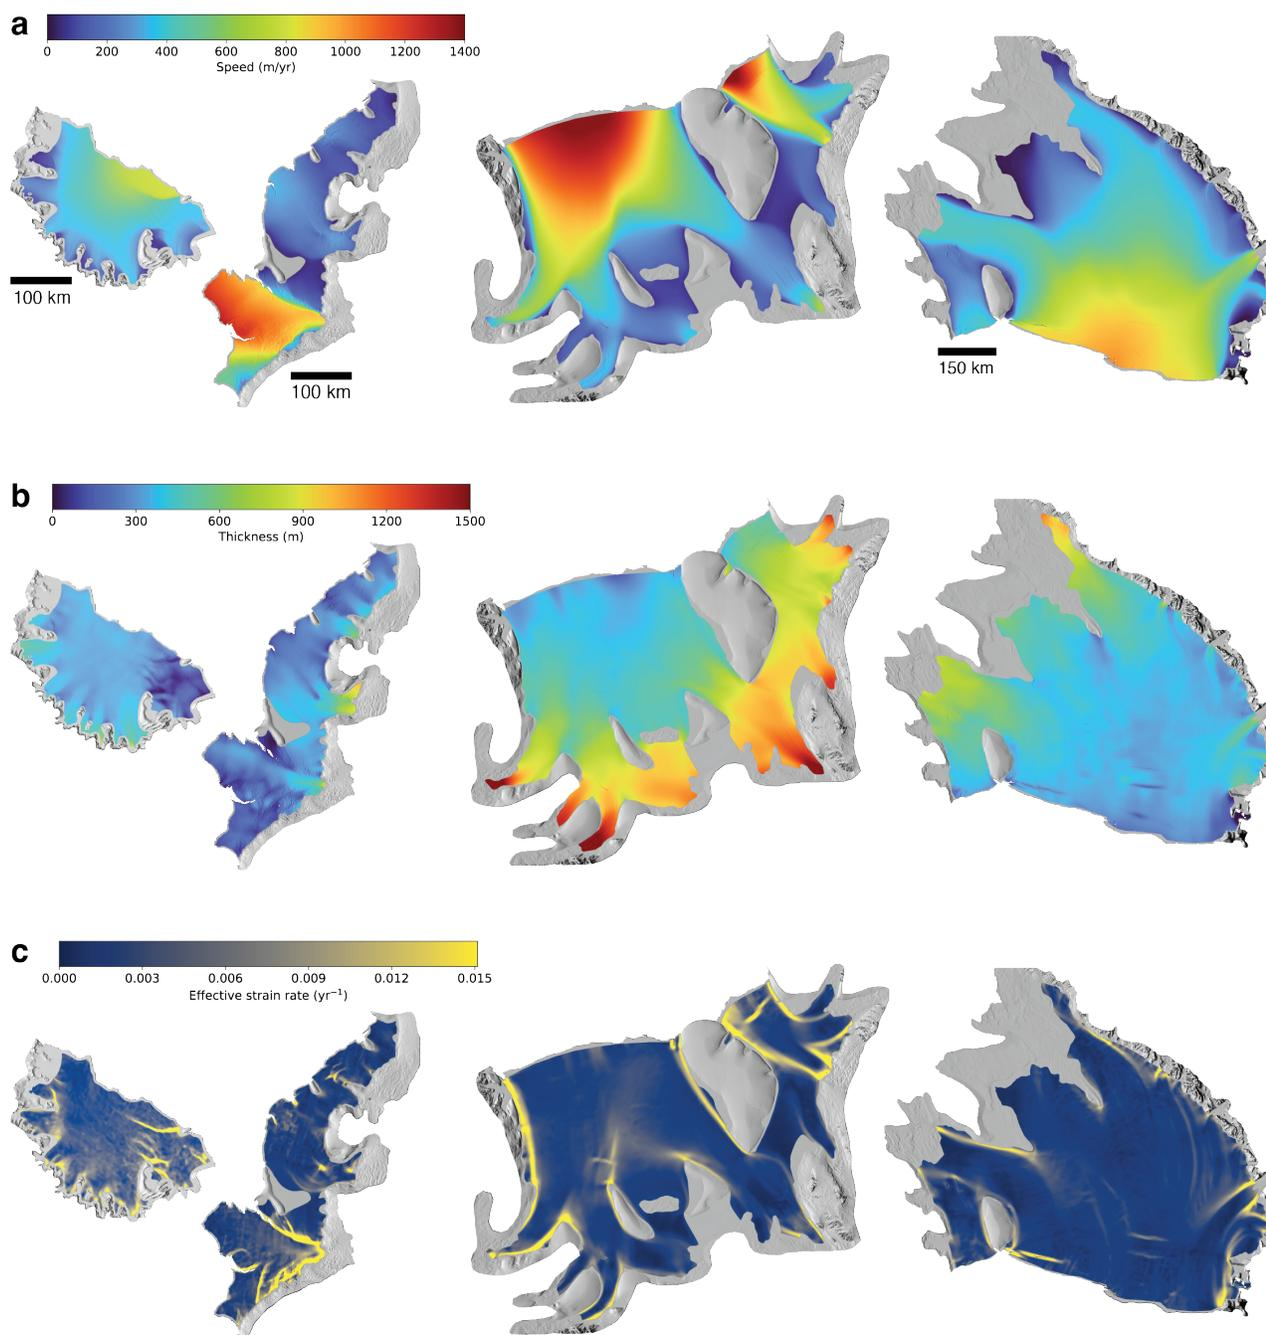 a
0 200 400 600 800 1000 1200 1400
Speed (m/yr)
100 km
100 km
150 km
b
0 300 600 900 1200 1500
Thickness (m)
c
0.000 0.003 0.006 0.009 0.012 0.015
Effective strain rate (yr⁻¹)